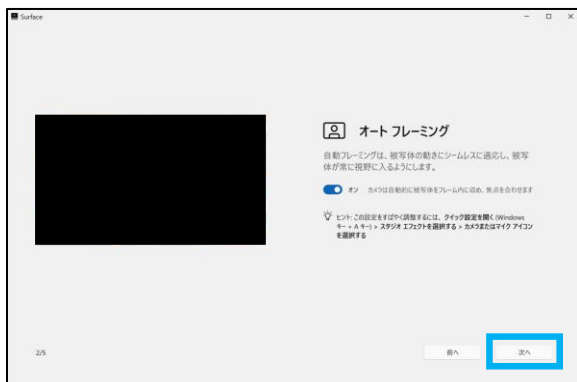 Surface
オート フレーミング
自動フレーミングは、被写体の動きにシームレスに適応し、被写
体が常に視野に入るようにします。
オン カメラは自動的に被写体をフレーム内に収め、焦点を合わせます
ヒント: この設定をすばやく調整するには、クイック設定を開く (Windows
キー + A キー) > スタジオ エフェクトを選択する > カメラまたはマイク アイコン
を選択する
2/5
前へ
次へ